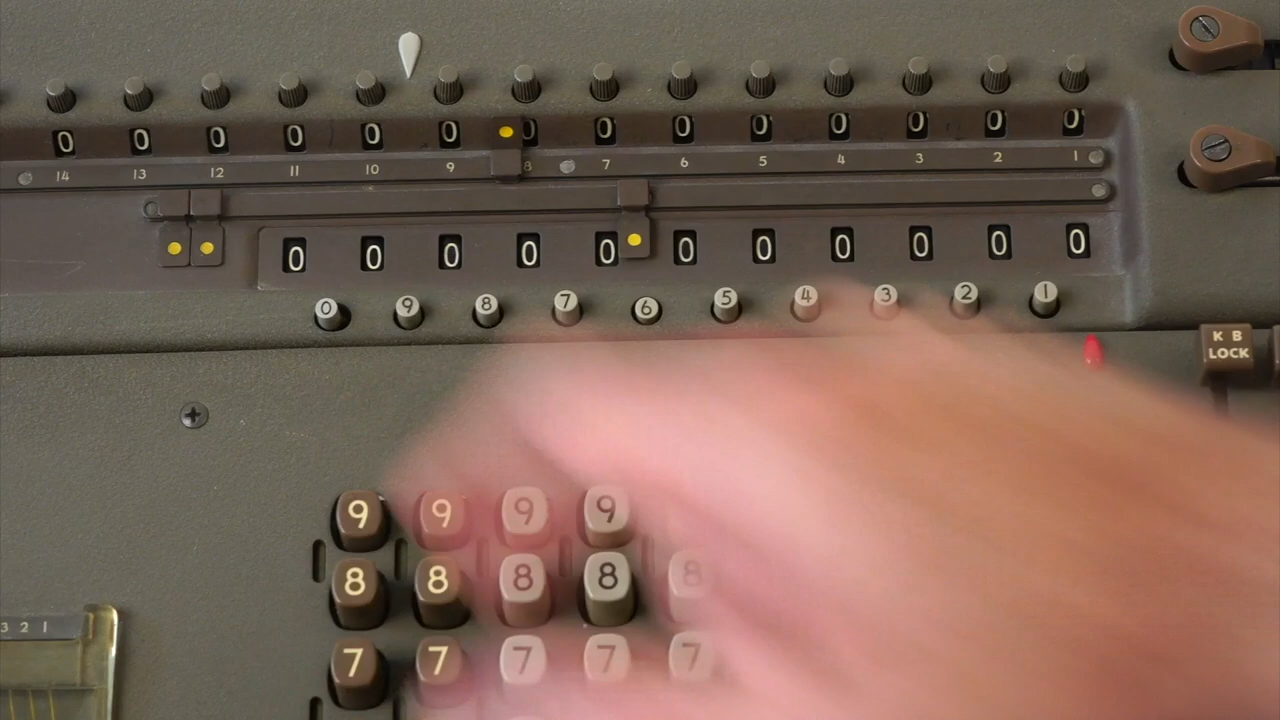 0 0 0 0 0 0 0 0 0 0 0 0 0 0
14 13 12 11 10 9 8 7 6 5 4 3 2 1
0 0 0 0 0 0 0 0 0 0 0
0 9 8 7 6 5 4 3 2 1
K B
LOCK
9 9 9 9
8 8 8 8 8
3 2 1
7 7 7 7 7